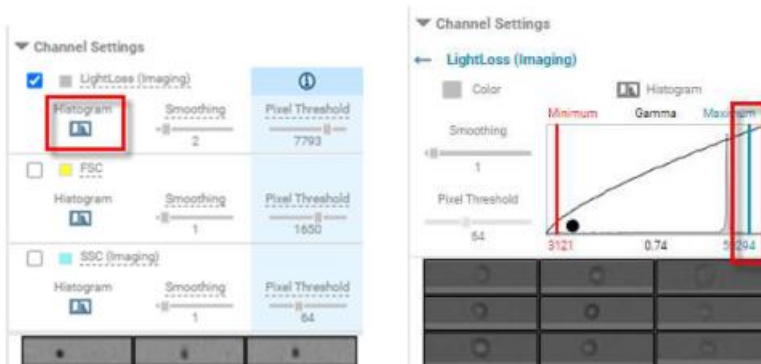 Channel Settings
LightLoss (Imaging)
Histogram Smoothing Pixel Threshold
2 7793
FSC
Histogram Smoothing Pixel Threshold
1 1650
SSC (Imaging)
Histogram Smoothing Pixel Threshold
1 64
Channel Settings
← LightLoss (Imaging)
Color Histogram
Minimum Gamma Maximum
Smoothing
1
Pixel Threshold
64
3121 0.74